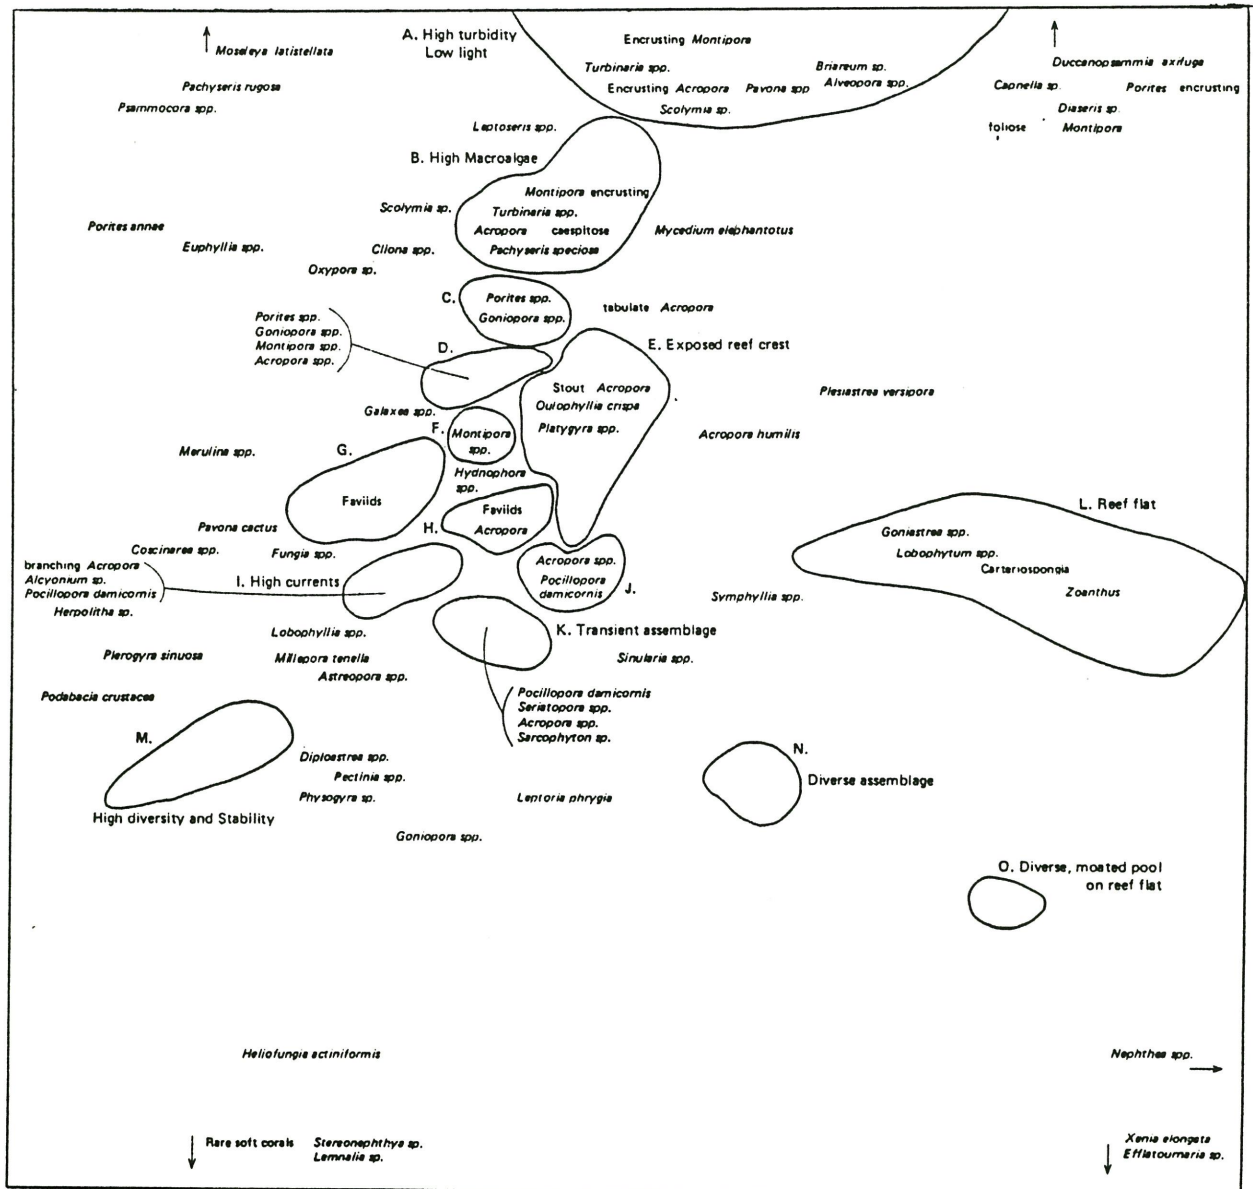 A. High turbidity
Low light
Moseleya latistellata
Pachyseris rugosa
Psammocora spp.
Encrusting Montipora
Turbinaria spp.
Briareum sp.
Encrusting Acropora
Pavona spp
Alveopora spp.
Scolymia sp.
Duccanopsammia axifuga
Capnella sp.
Porites encrusting
Diaseris sp.
foliose Montipora
Leptoseris spp.
B. High Macroalgae
Montipora encrusting
Scolymia sp.
Turbinaria spp.
Acropora caespitose
Pachyseris speciosa
Mycedium elephantotus
Porites annae
Euphyllia spp.
Cliona spp.
Oxypora sp.
C.
Porites spp.
Goniopora spp.
tabulate Acropora
Porites spp.
Goniopora spp.
Montipora spp.
Acropora spp.
D.
E. Exposed reef crest
Stout Acropora
Oulophyllia crispa
Platygyra spp.
Plesiastrea versipora
Galaxea spp.
F.
Montipora
spp.
Acropora humilis
Merulina spp.
G.
Faviids
Hydnophora
spp.
H.
Faviids
Acropora
L. Reef flat
Goniastrea spp.
Lobophytum spp.
Carteriospongia
Zoanthus
Pavona cactus
Coscinarea spp.
Fungia spp.
branching Acropora
Alcyonium sp.
Pocillopora damicornis
Herpolitha sp.
I. High currents
Acropora spp.
Pocillopora
damicornis
J.
Symphyllia spp.
Lobophyllia spp.
K. Transient assemblage
Plerogyra sinuosa
Millepora tenella
Astreopora spp.
Sinularia spp.
Podabacia crustacea
Pocillopora damicornis
Seriatopora spp.
Acropora spp.
Sarcophyton sp.
M.
High diversity and Stability
Diploastrea spp.
Pectinia spp.
Physogyra sp.
Leptoria phrygia
N.
Diverse assemblage
Goniopora spp.
O. Diverse, moated pool
on reef flat
Heliofungia actiniformis
Nephthea spp.
Rare soft corals Stereonephthya sp.
Lemnalia sp.
Xenia elongata
Efflatounaria sp.